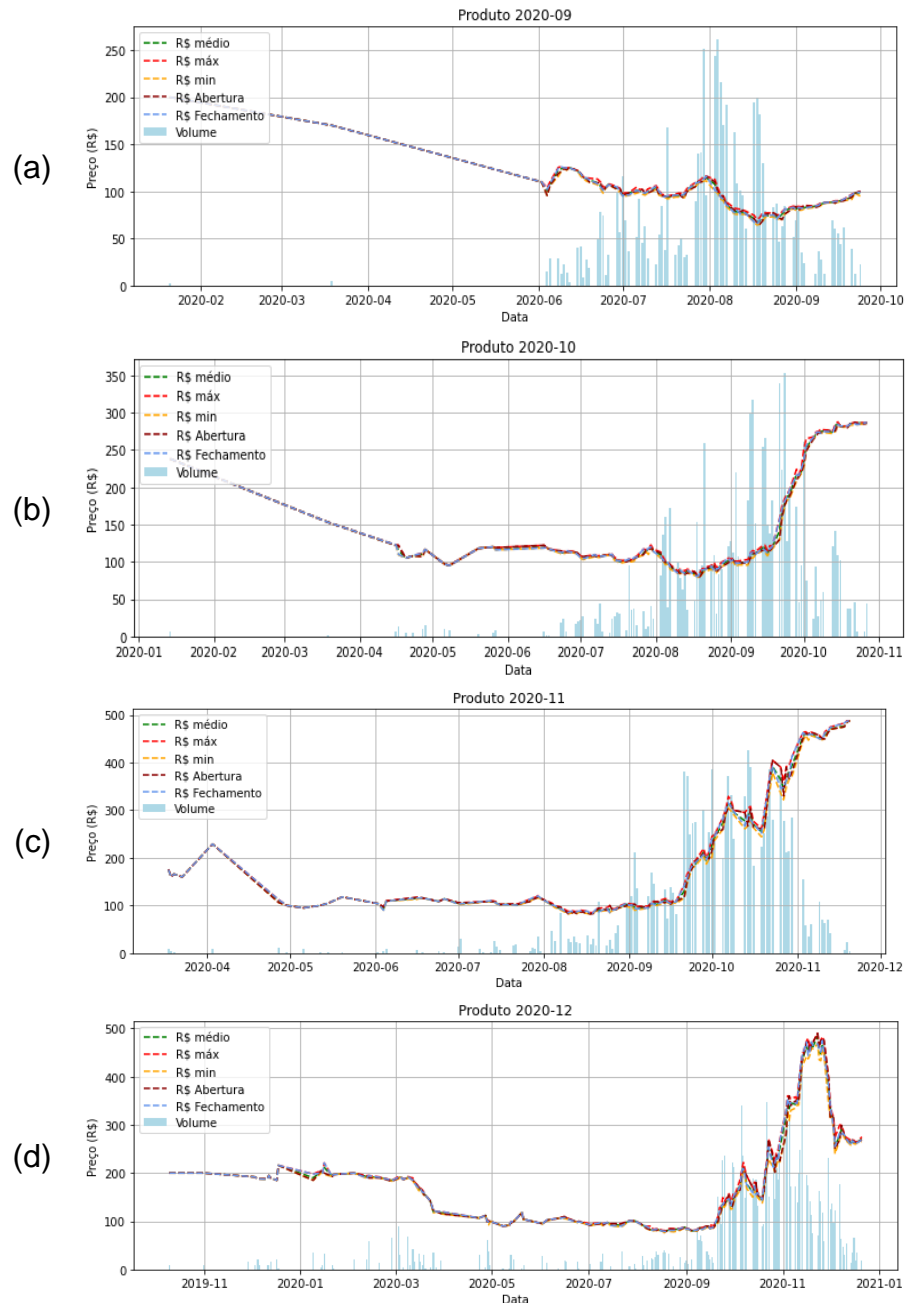 (a)
Produto 2020-09
Preço (R$)
250
200
150
100
50
0
R$ médio
R$ máx
R$ min
R$ Abertura
R$ Fechamento
Volume
2020-02 2020-03 2020-04 2020-05 2020-06 2020-07 2020-08 2020-09 2020-10
Data
(b)
Produto 2020-10
Preço (R$)
350
300
250
200
150
100
50
0
R$ médio
R$ máx
R$ min
R$ Abertura
R$ Fechamento
Volume
2020-01 2020-02 2020-03 2020-04 2020-05 2020-06 2020-07 2020-08 2020-09 2020-10 2020-11
Data
(c)
Produto 2020-11
Preço (R$)
500
400
300
200
100
0
R$ médio
R$ máx
R$ min
R$ Abertura
R$ Fechamento
Volume
2020-04 2020-05 2020-06 2020-07 2020-08 2020-09 2020-10 2020-11 2020-12
Data
(d)
Produto 2020-12
Preço (R$)
500
400
300
200
100
0
R$ médio
R$ máx
R$ min
R$ Abertura
R$ Fechamento
Volume
2019-11 2020-01 2020-03 2020-05 2020-07 2020-09 2020-11 2021-01
Data